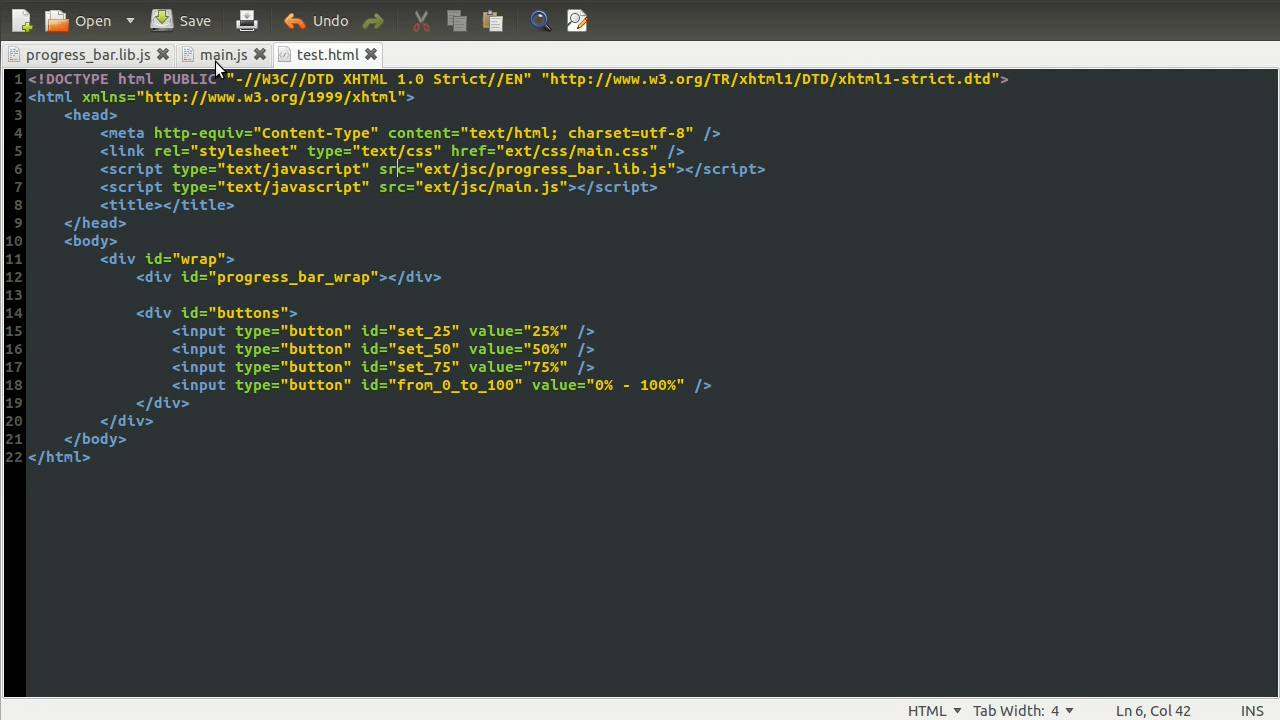 Open Save Undo
progress_bar.lib.js main.js test.html
1 <!DOCTYPE html PUBLIC "-//W3C//DTD XHTML 1.0 Strict//EN" "http://www.w3.org/TR/xhtml1/DTD/xhtml1-strict.dtd">
2 <html xmlns="http://www.w3.org/1999/xhtml">
3     <head>
4         <meta http-equiv="Content-Type" content="text/html; charset=utf-8" />
5         <link rel="stylesheet" type="text/css" href="ext/css/main.css" />
6         <script type="text/javascript" src="ext/jsc/progress_bar.lib.js"></script>
7         <script type="text/javascript" src="ext/jsc/main.js"></script>
8         <title></title>
9     </head>
10     <body>
11         <div id="wrap">
12             <div id="progress_bar_wrap"></div>
13
14             <div id="buttons">
15                 <input type="button" id="set_25" value="25%" />
16                 <input type="button" id="set_50" value="50%" />
17                 <input type="button" id="set_75" value="75%" />
18                 <input type="button" id="from_0_to_100" value="0% - 100%" />
19             </div>
20         </div>
21     </body>
22 </html>
HTML Tab Width: 4 Ln 6, Col 42 INS